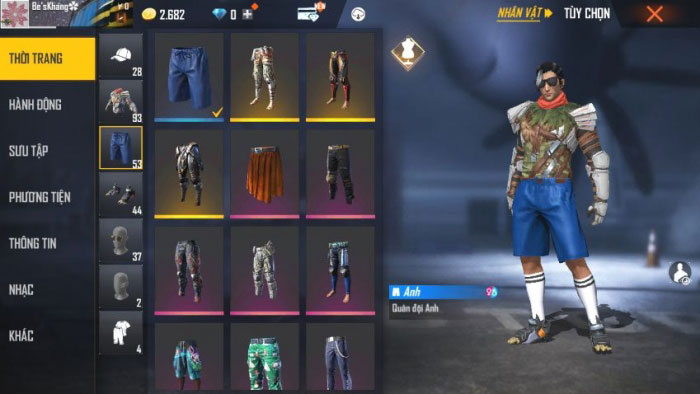 Be'sKhang
2.682
0
NHÂN VẬT
TÙY CHỌN
THỜI TRANG
28
HÀNH ĐỘNG
93
SƯU TẬP
53
PHƯƠNG TIỆN
44
THÔNG TIN
37
NHẠC
2
KHÁC
4
Anh
Quân đội Anh